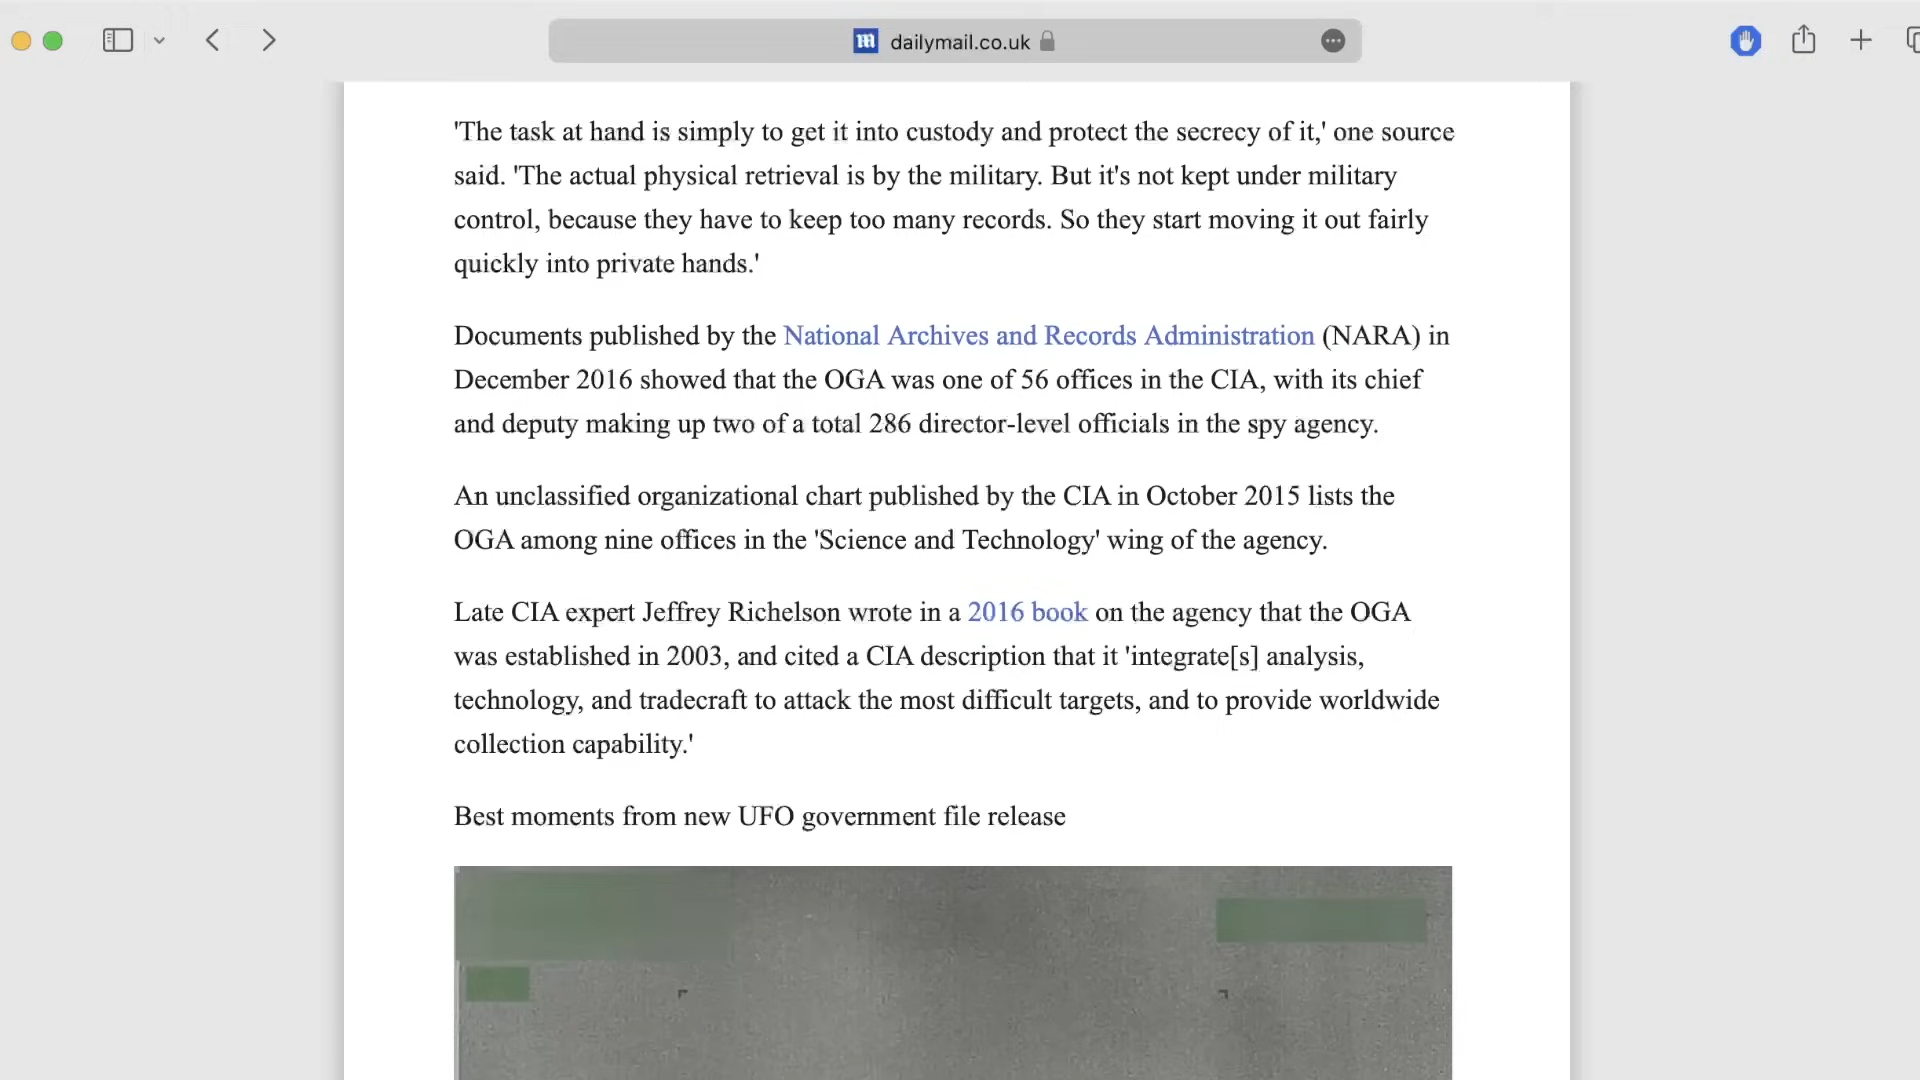 dailymail.co.uk
'The task at hand is simply to get it into custody and protect the secrecy of it,' one source
said. 'The actual physical retrieval is by the military. But it's not kept under military
control, because they have to keep too many records. So they start moving it out fairly
quickly into private hands.'
Documents published by the National Archives and Records Administration (NARA) in
December 2016 showed that the OGA was one of 56 offices in the CIA, with its chief
and deputy making up two of a total 286 director-level officials in the spy agency.
An unclassified organizational chart published by the CIA in October 2015 lists the
OGA among nine offices in the 'Science and Technology' wing of the agency.
Late CIA expert Jeffrey Richelson wrote in a 2016 book on the agency that the OGA
was established in 2003, and cited a CIA description that it 'integrate[s] analysis,
technology, and tradecraft to attack the most difficult targets, and to provide worldwide
collection capability.'
Best moments from new UFO government file release